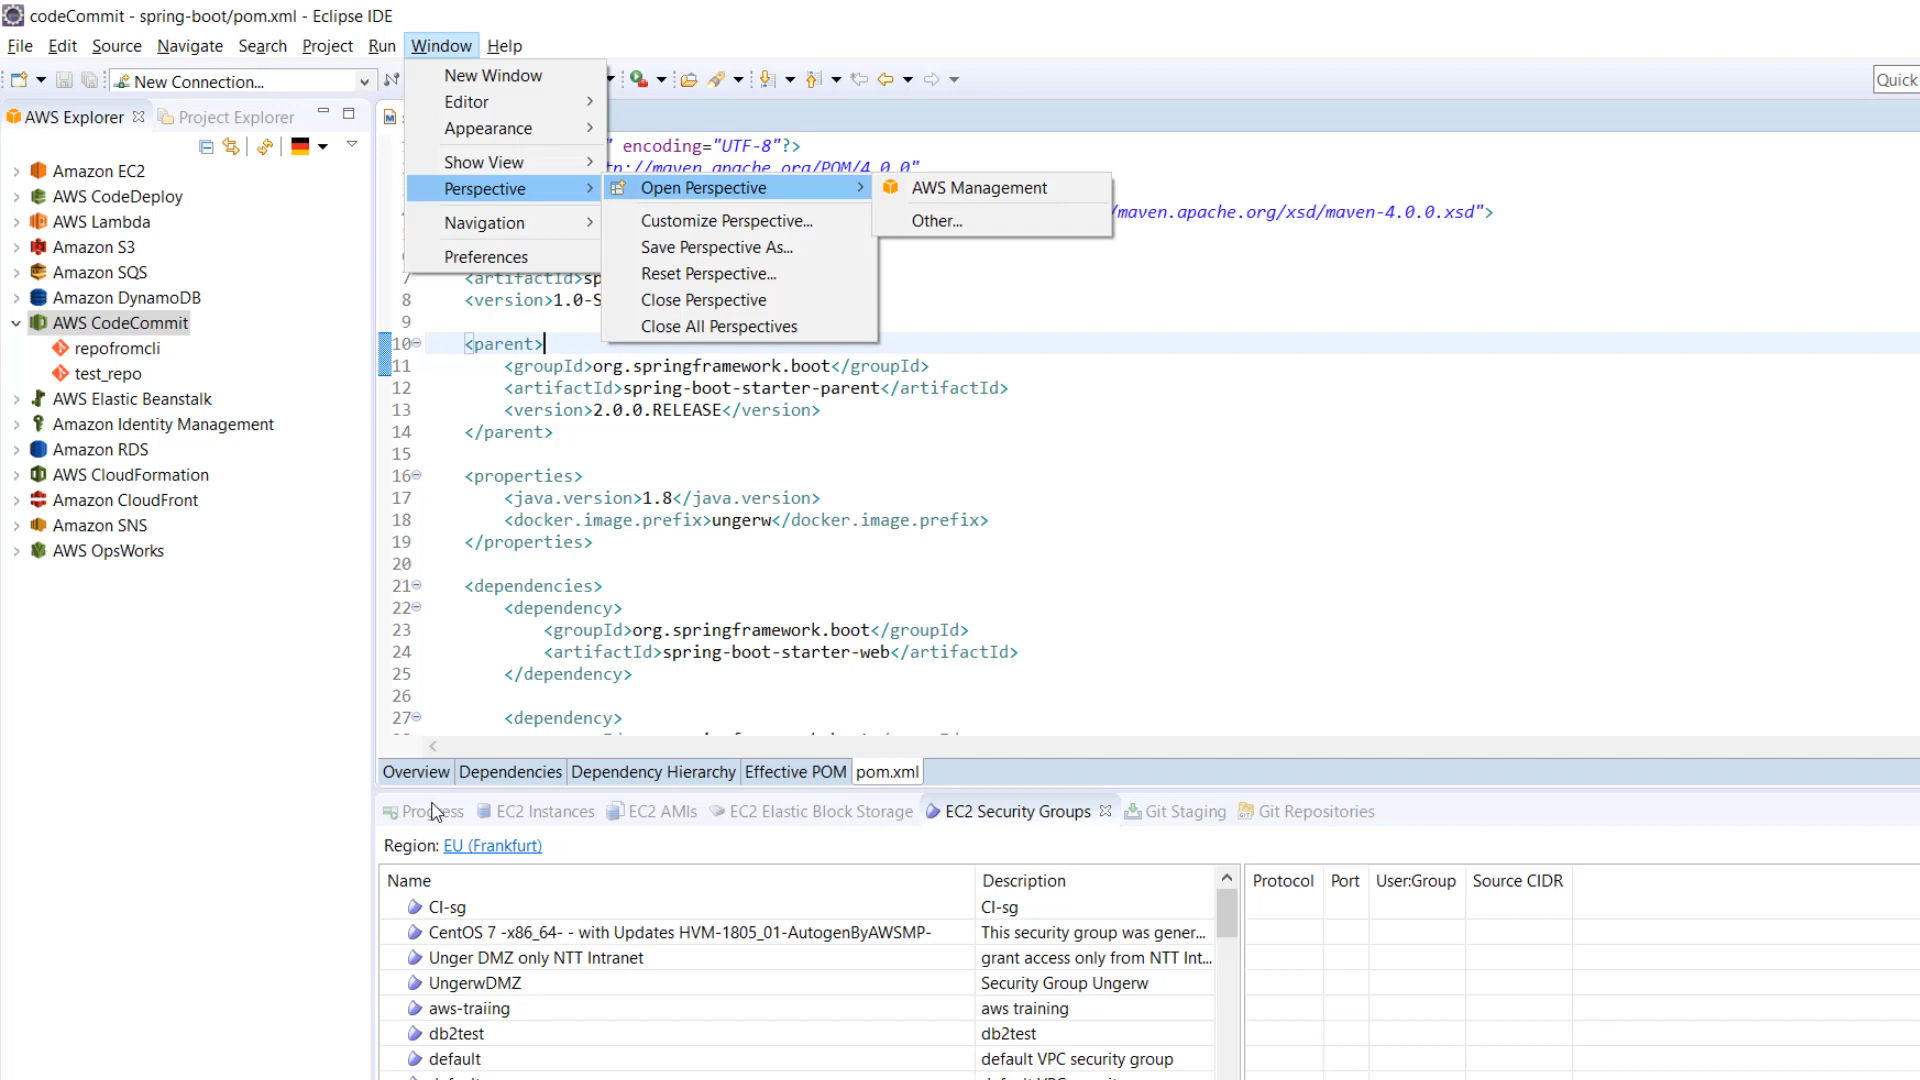 codeCommit - spring-boot/pom.xml - Eclipse IDE
File Edit Source Navigate Search Project Run Window Help
New Connection...
Quick
AWS Explorer Project Explorer
Amazon EC2
AWS CodeDeploy
AWS Lambda
Amazon S3
Amazon SQS
Amazon DynamoDB
AWS CodeCommit
repofromcli
test_repo
AWS Elastic Beanstalk
Amazon Identity Management
Amazon RDS
AWS CloudFormation
Amazon CloudFront
Amazon SNS
AWS OpsWorks
New Window
Editor
Appearance
Show View
Perspective
Navigation
Preferences
Open Perspective
Customize Perspective...
Save Perspective As...
Reset Perspective...
Close Perspective
Close All Perspectives
AWS Management
Other...
" encoding="UTF-8"?>
tp://maven.apache.org/POM/4.0.0"
/maven.apache.org/xsd/maven-4.0.0.xsd">
7 <artifactId>sp
8 <version>1.0-S
9
10 <parent>
11 <groupId>org.springframework.boot</groupId>
12 <artifactId>spring-boot-starter-parent</artifactId>
13 <version>2.0.0.RELEASE</version>
14 </parent>
15
16 <properties>
17 <java.version>1.8</java.version>
18 <docker.image.prefix>ungerw</docker.image.prefix>
19 </properties>
20
21 <dependencies>
22 <dependency>
23 <groupId>org.springframework.boot</groupId>
24 <artifactId>spring-boot-starter-web</artifactId>
25 </dependency>
26
27 <dependency>
Overview Dependencies Dependency Hierarchy Effective POM pom.xml
Progress EC2 Instances EC2 AMIs EC2 Elastic Block Storage EC2 Security Groups Git Staging Git Repositories
Region: EU (Frankfurt)
Name Description Protocol Port User:Group Source CIDR
CI-sg CI-sg
CentOS 7 -x86_64- - with Updates HVM-1805_01-AutogenByAWSMP- This security group was gener...
Unger DMZ only NTT Intranet grant access only from NTT Int...
UngerwDMZ Security Group Ungerw
aws-traiing aws training
db2test db2test
default default VPC security group